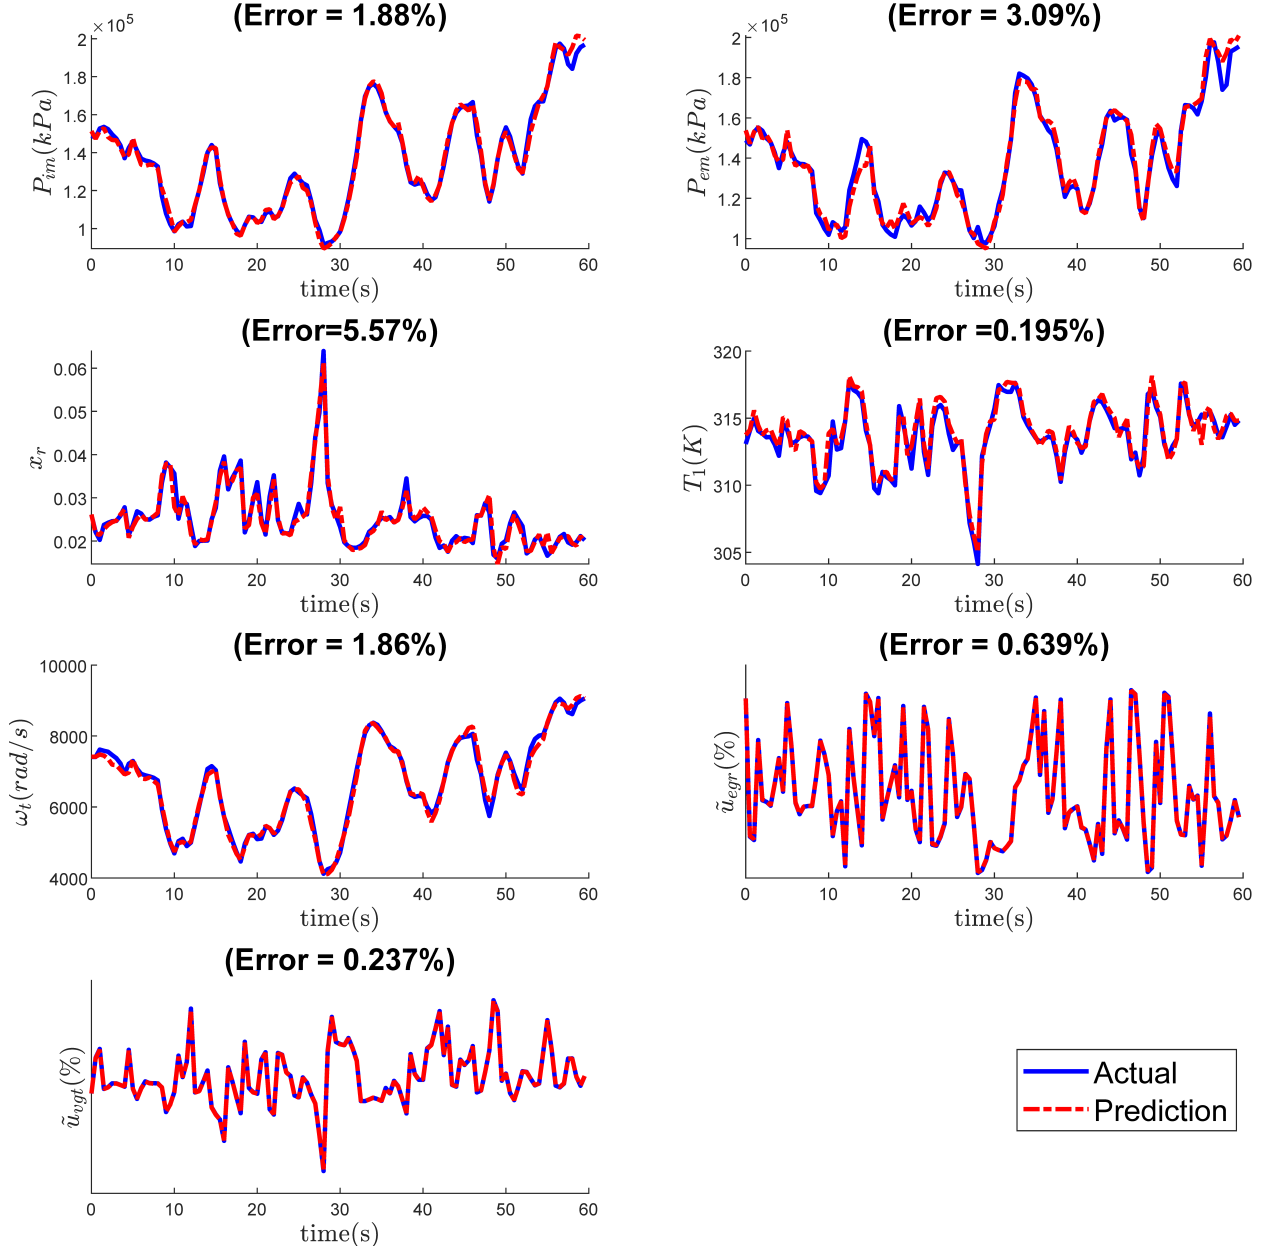 (Error = 1.88%)
×10⁵
2
1.8
1.6
1.4
1.2
1
P_im(kPa)
0 10 20 30 40 50 60
time(s)
(Error = 3.09%)
×10⁵
2
1.8
1.6
1.4
1.2
1
P_em(kPa)
0 10 20 30 40 50 60
time(s)
(Error=5.57%)
0.06
0.05
0.04
0.03
0.02
x_r
0 10 20 30 40 50 60
time(s)
(Error =0.195%)
320
315
310
305
T_1(K)
0 10 20 30 40 50 60
time(s)
(Error = 1.86%)
10000
8000
6000
4000
ω_t(rad/s)
0 10 20 30 40 50 60
time(s)
(Error = 0.639%)
ũ_egr(%)
0 10 20 30 40 50 60
time(s)
(Error = 0.237%)
ũ_vgt(%)
0 10 20 30 40 50 60
time(s)
Actual
Prediction